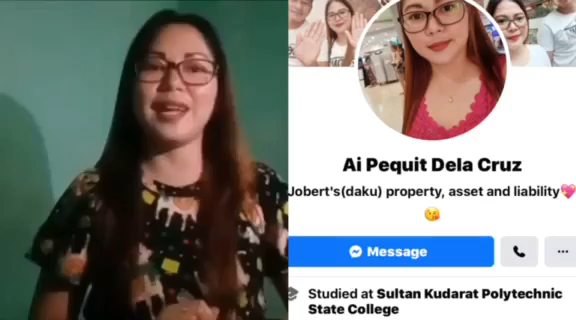 Ai Pequit Dela Cruz
Jobert's(daku) property, asset and liability💖
😘
Message
Studied at Sultan Kudarat Polytechnic
State College